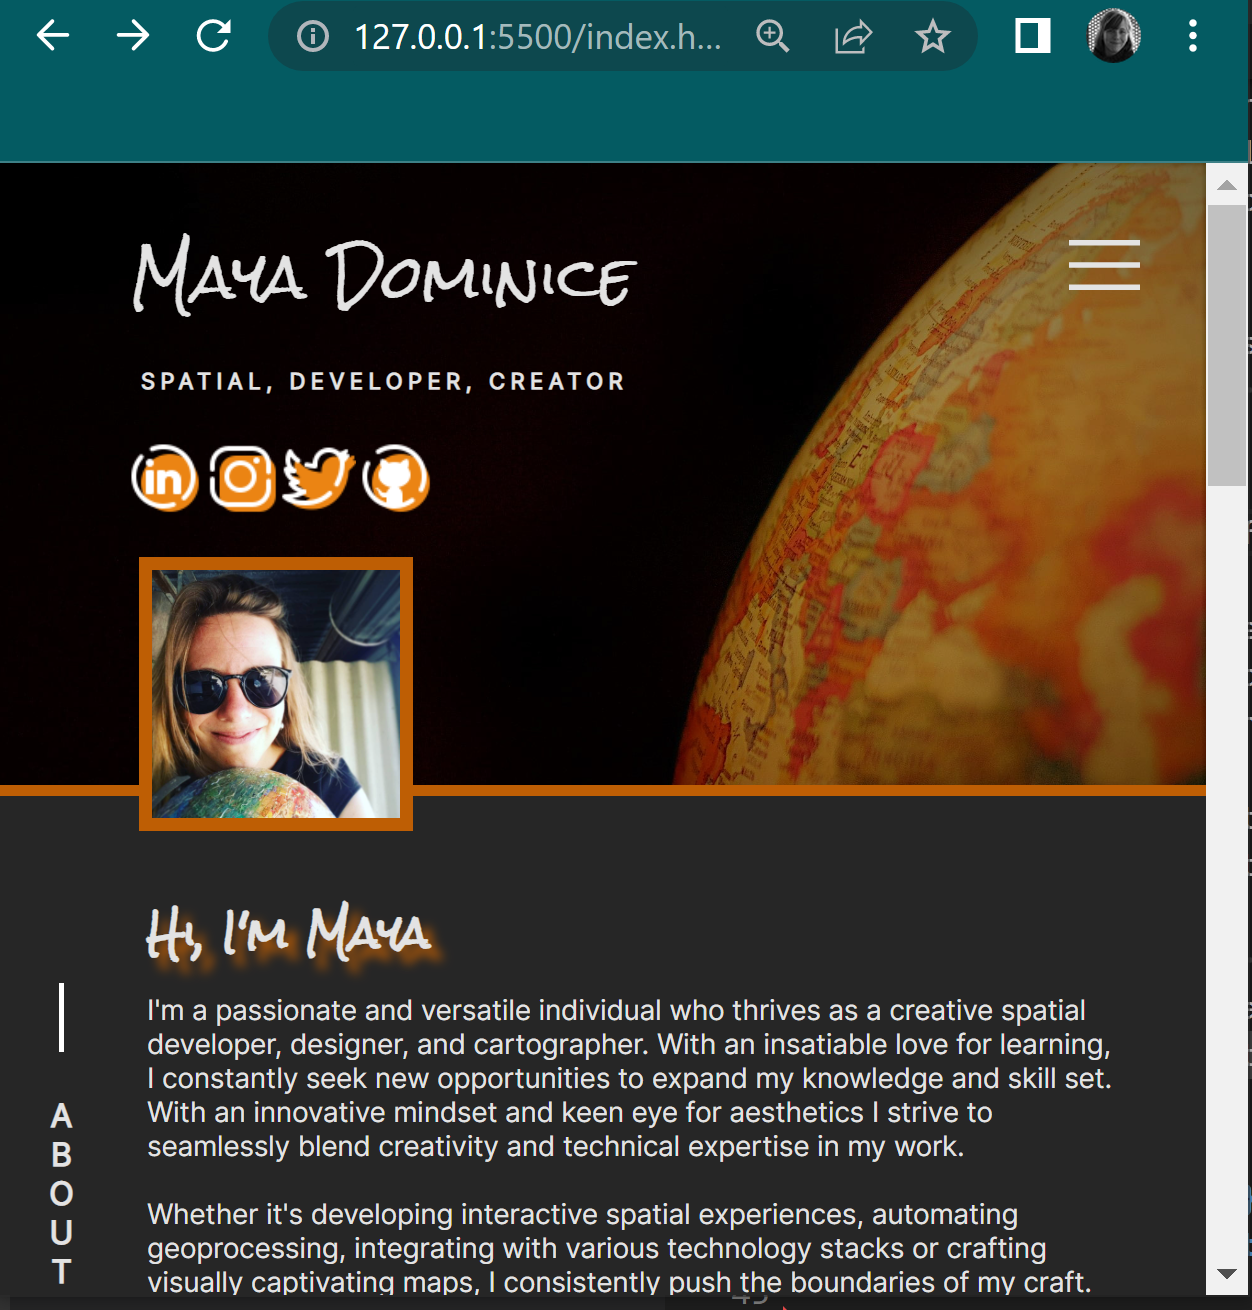 127.0.0.1:5500/index.h...
Maya Dominice
SPATIAL, DEVELOPER, CREATOR
in
Hi, I'm Maya
I'm a passionate and versatile individual who thrives as a creative spatial
developer, designer, and cartographer. With an insatiable love for learning,
I constantly seek new opportunities to expand my knowledge and skill set.
With an innovative mindset and keen eye for aesthetics I strive to
seamlessly blend creativity and technical expertise in my work.
Whether it's developing interactive spatial experiences, automating
geoprocessing, integrating with various technology stacks or crafting
visually captivating maps, I consistently push the boundaries of my craft.
A
B
O
U
T